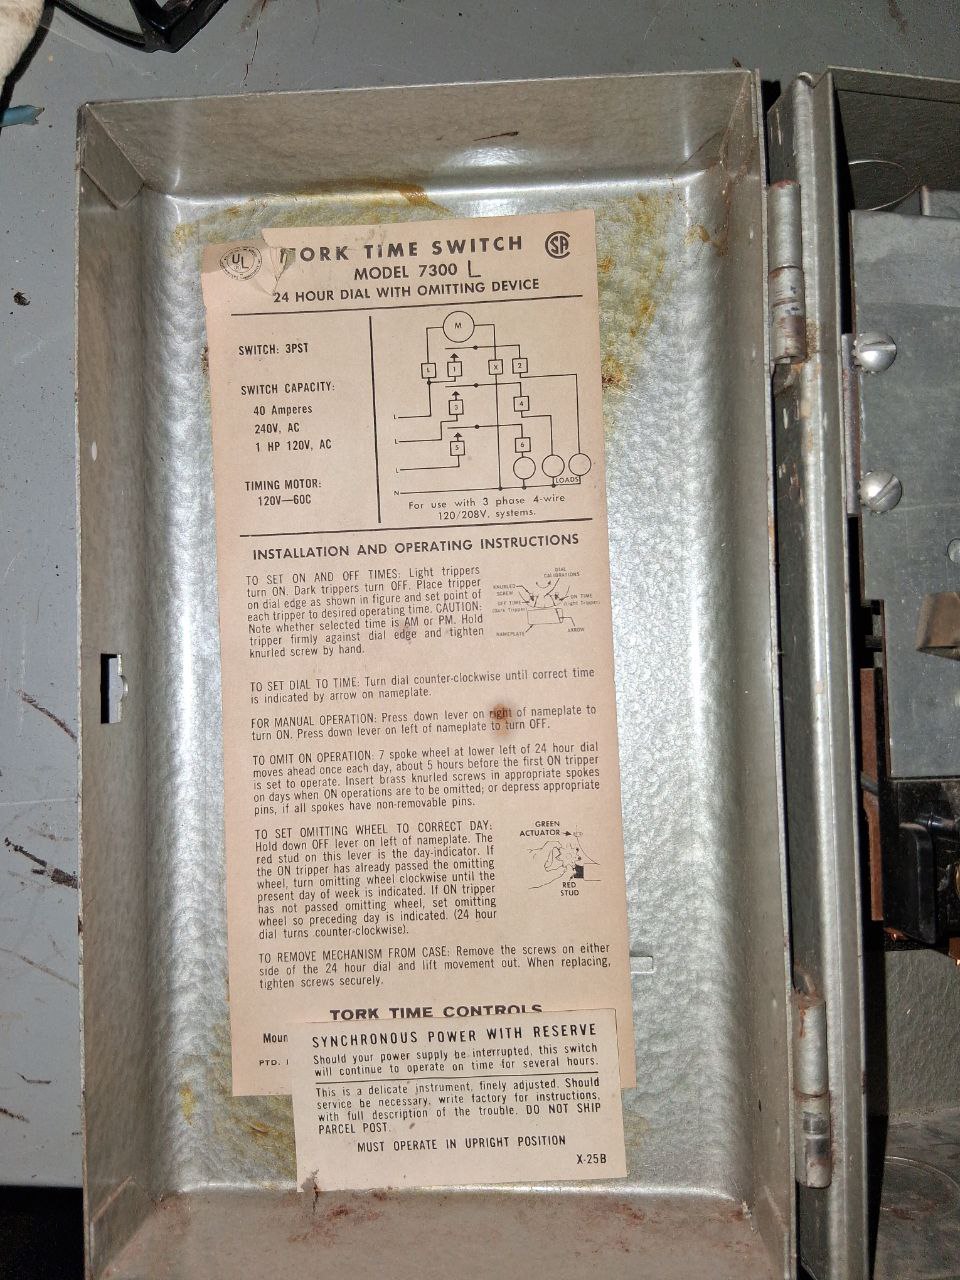 UL
TORK TIME SWITCH
SA
MODEL 7300 L
24 HOUR DIAL WITH OMITTING DEVICE
SWITCH: 3PST
SWITCH CAPACITY:
40 Amperes
240V, AC
1 HP 120V, AC
TIMING MOTOR:
120V—60C
M
L 1 X 2
L 3 4
L 5 6
L
LOADS
N
For use with 3 phase 4-wire
120/208V, systems.
INSTALLATION AND OPERATING INSTRUCTIONS
TO SET ON AND OFF TIMES: Light trippers
turn ON. Dark trippers turn OFF. Place tripper
on dial edge as shown in figure and set point of
each tripper to desired operating time. CAUTION:
Note whether selected time is AM or PM. Hold
tripper firmly against dial edge and tighten
knurled screw by hand.
DIAL
CALIBRATIONS
KNURLED
SCREW
ON TIME
(Light Tripper)
OFF TIME
(Dark Tripper)
NAMEPLATE
ARROW
TO SET DIAL TO TIME: Turn dial counter-clockwise until correct time
is indicated by arrow on nameplate.
FOR MANUAL OPERATION: Press down lever on right of nameplate to
turn ON. Press down lever on left of nameplate to turn OFF.
TO OMIT ON OPERATION: 7 spoke wheel at lower left of 24 hour dial
moves ahead once each day, about 5 hours before the first ON tripper
is set to operate. Insert brass knurled screws in appropriate spokes
on days when ON operations are to be omitted; or depress appropriate
pins, if all spokes have non-removable pins.
TO SET OMITTING WHEEL TO CORRECT DAY:
Hold down OFF lever on left of nameplate. The
red stud on this lever is the day-indicator. If
the ON tripper has already passed the omitting
wheel, turn omitting wheel clockwise until the
present day of week is indicated. If ON tripper
has not passed omitting wheel, set omitting
wheel so preceding day is indicated. (24 hour
dial turns counter-clockwise).
GREEN
ACTUATOR
RED
STUD
TO REMOVE MECHANISM FROM CASE: Remove the screws on either
side of the 24 hour dial and lift movement out. When replacing,
tighten screws securely.
TORK TIME CONTROLS
Moun
PTD.
SYNCHRONOUS POWER WITH RESERVE
Should your power supply be interrupted, this switch
will continue to operate on time for several hours.
This is a delicate instrument, finely adjusted. Should
service be necessary, write factory for instructions,
with full description of the trouble. DO NOT SHIP
PARCEL POST.
MUST OPERATE IN UPRIGHT POSITION
X-25B